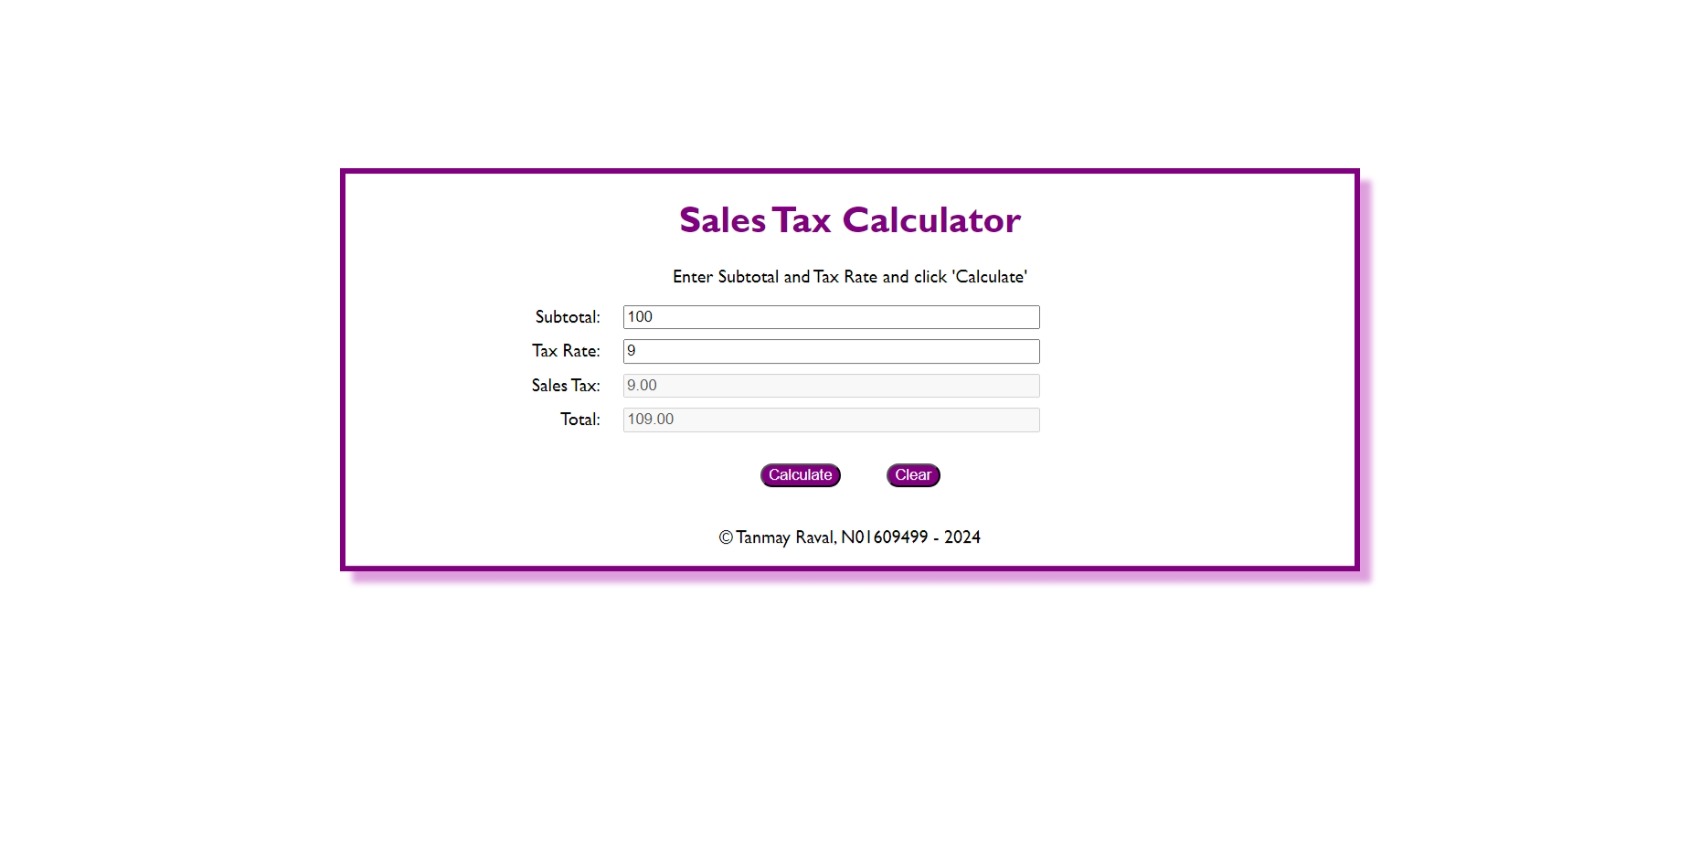 Sales Tax Calculator
Enter Subtotal and Tax Rate and click 'Calculate'
Subtotal: 100
Tax Rate: 9
Sales Tax: 9.00
Total: 109.00
Calculate Clear
© Tanmay Raval, N01609499 - 2024